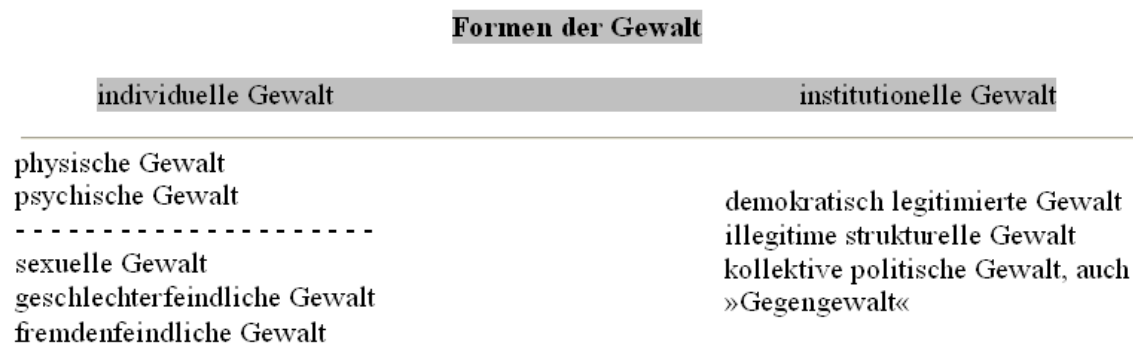 Formen der Gewalt
individuelle Gewalt
institutionelle Gewalt
physische Gewalt
psychische Gewalt
- - - - - - - - - - - - - - - - - - - - - -
sexuelle Gewalt
geschlechterfeindliche Gewalt
fremdenfeindliche Gewalt
demokratisch legitimierte Gewalt
illegitime strukturelle Gewalt
kollektive politische Gewalt, auch
»Gegengewalt«